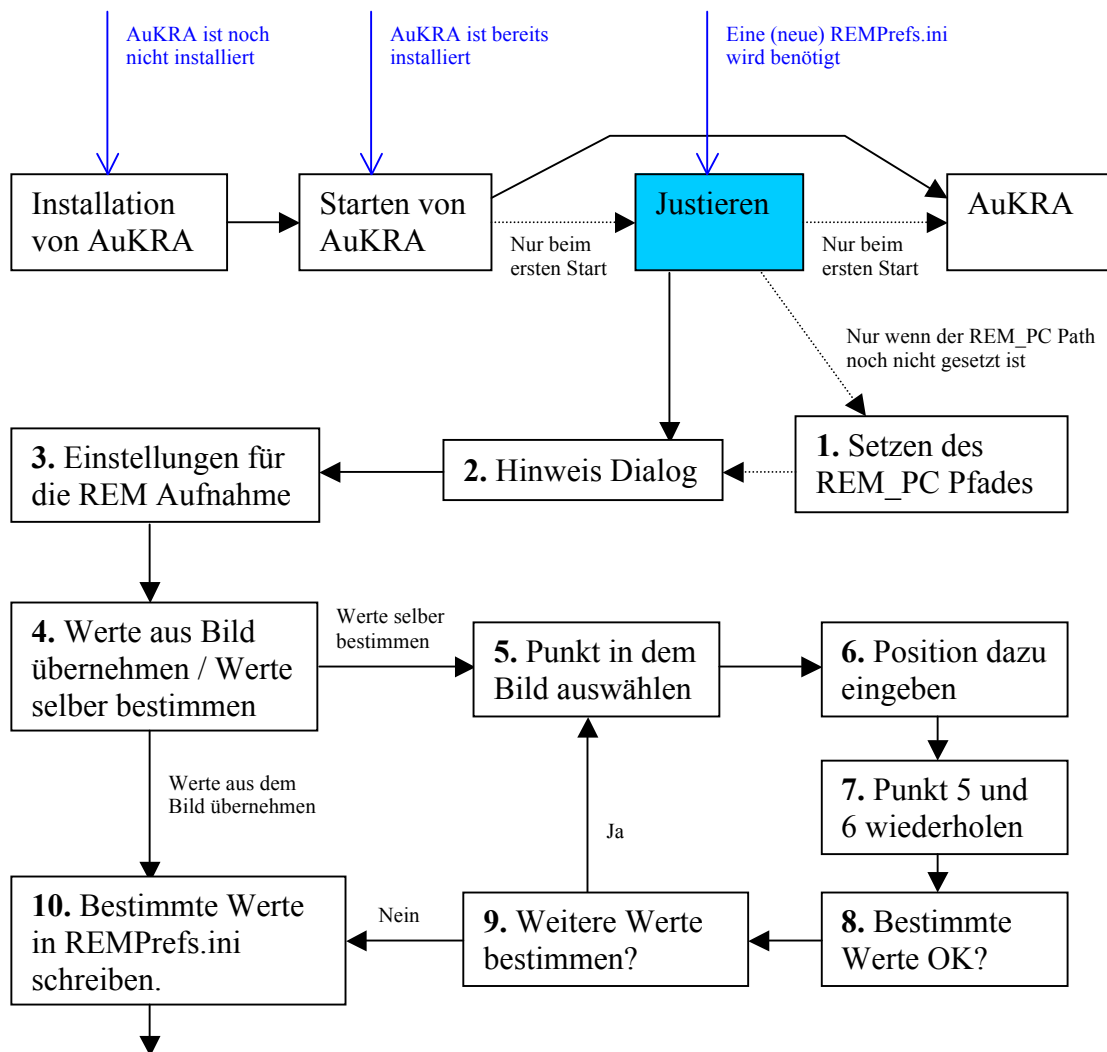 AuKRA ist noch
nicht installiert
AuKRA ist bereits
installiert
Eine (neue) REMPrefs.ini
wird benötigt
Installation
von AuKRA
Starten von
AuKRA
Nur beim
ersten Start
Justieren
Nur beim
ersten Start
AuKRA
Nur wenn der REM_PC Path
noch nicht gesetzt ist
1. Setzen des
REM_PC Pfades
2. Hinweis Dialog
3. Einstellungen für
die REM Aufnahme
4. Werte aus Bild
übernehmen / Werte
selber bestimmen
Werte selber
bestimmen
5. Punkt in dem
Bild auswählen
6. Position dazu
eingeben
Werte aus dem
Bild übernehmen
7. Punkt 5 und
6 wiederholen
Ja
8. Bestimmte
Werte OK?
9. Weitere Werte
bestimmen?
Nein
10. Bestimmte Werte
in REMPrefs.ini
schreiben.